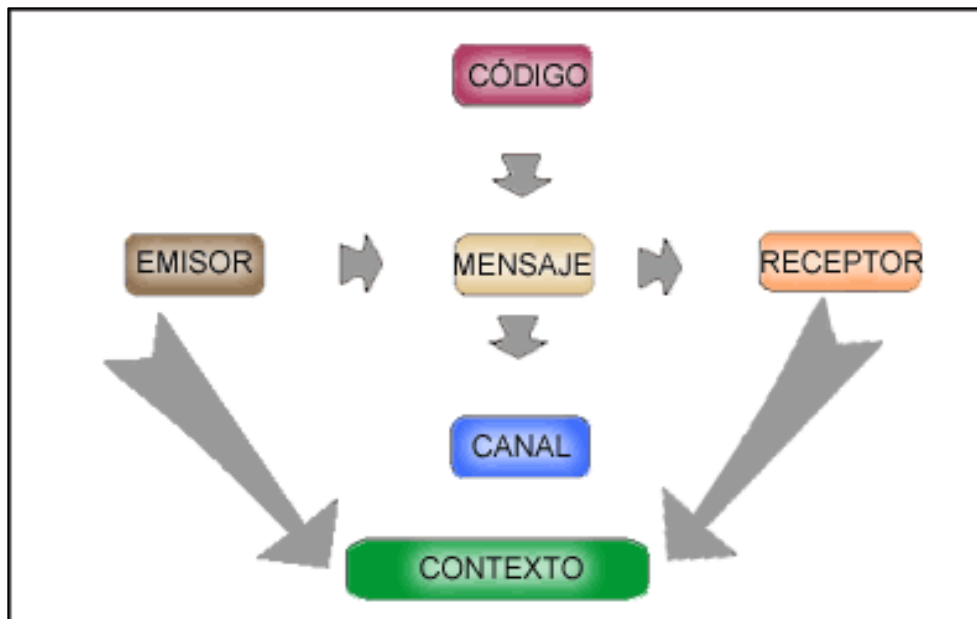 CÓDIGO
EMISOR
MENSAJE
RECEPTOR
CANAL
CONTEXTO